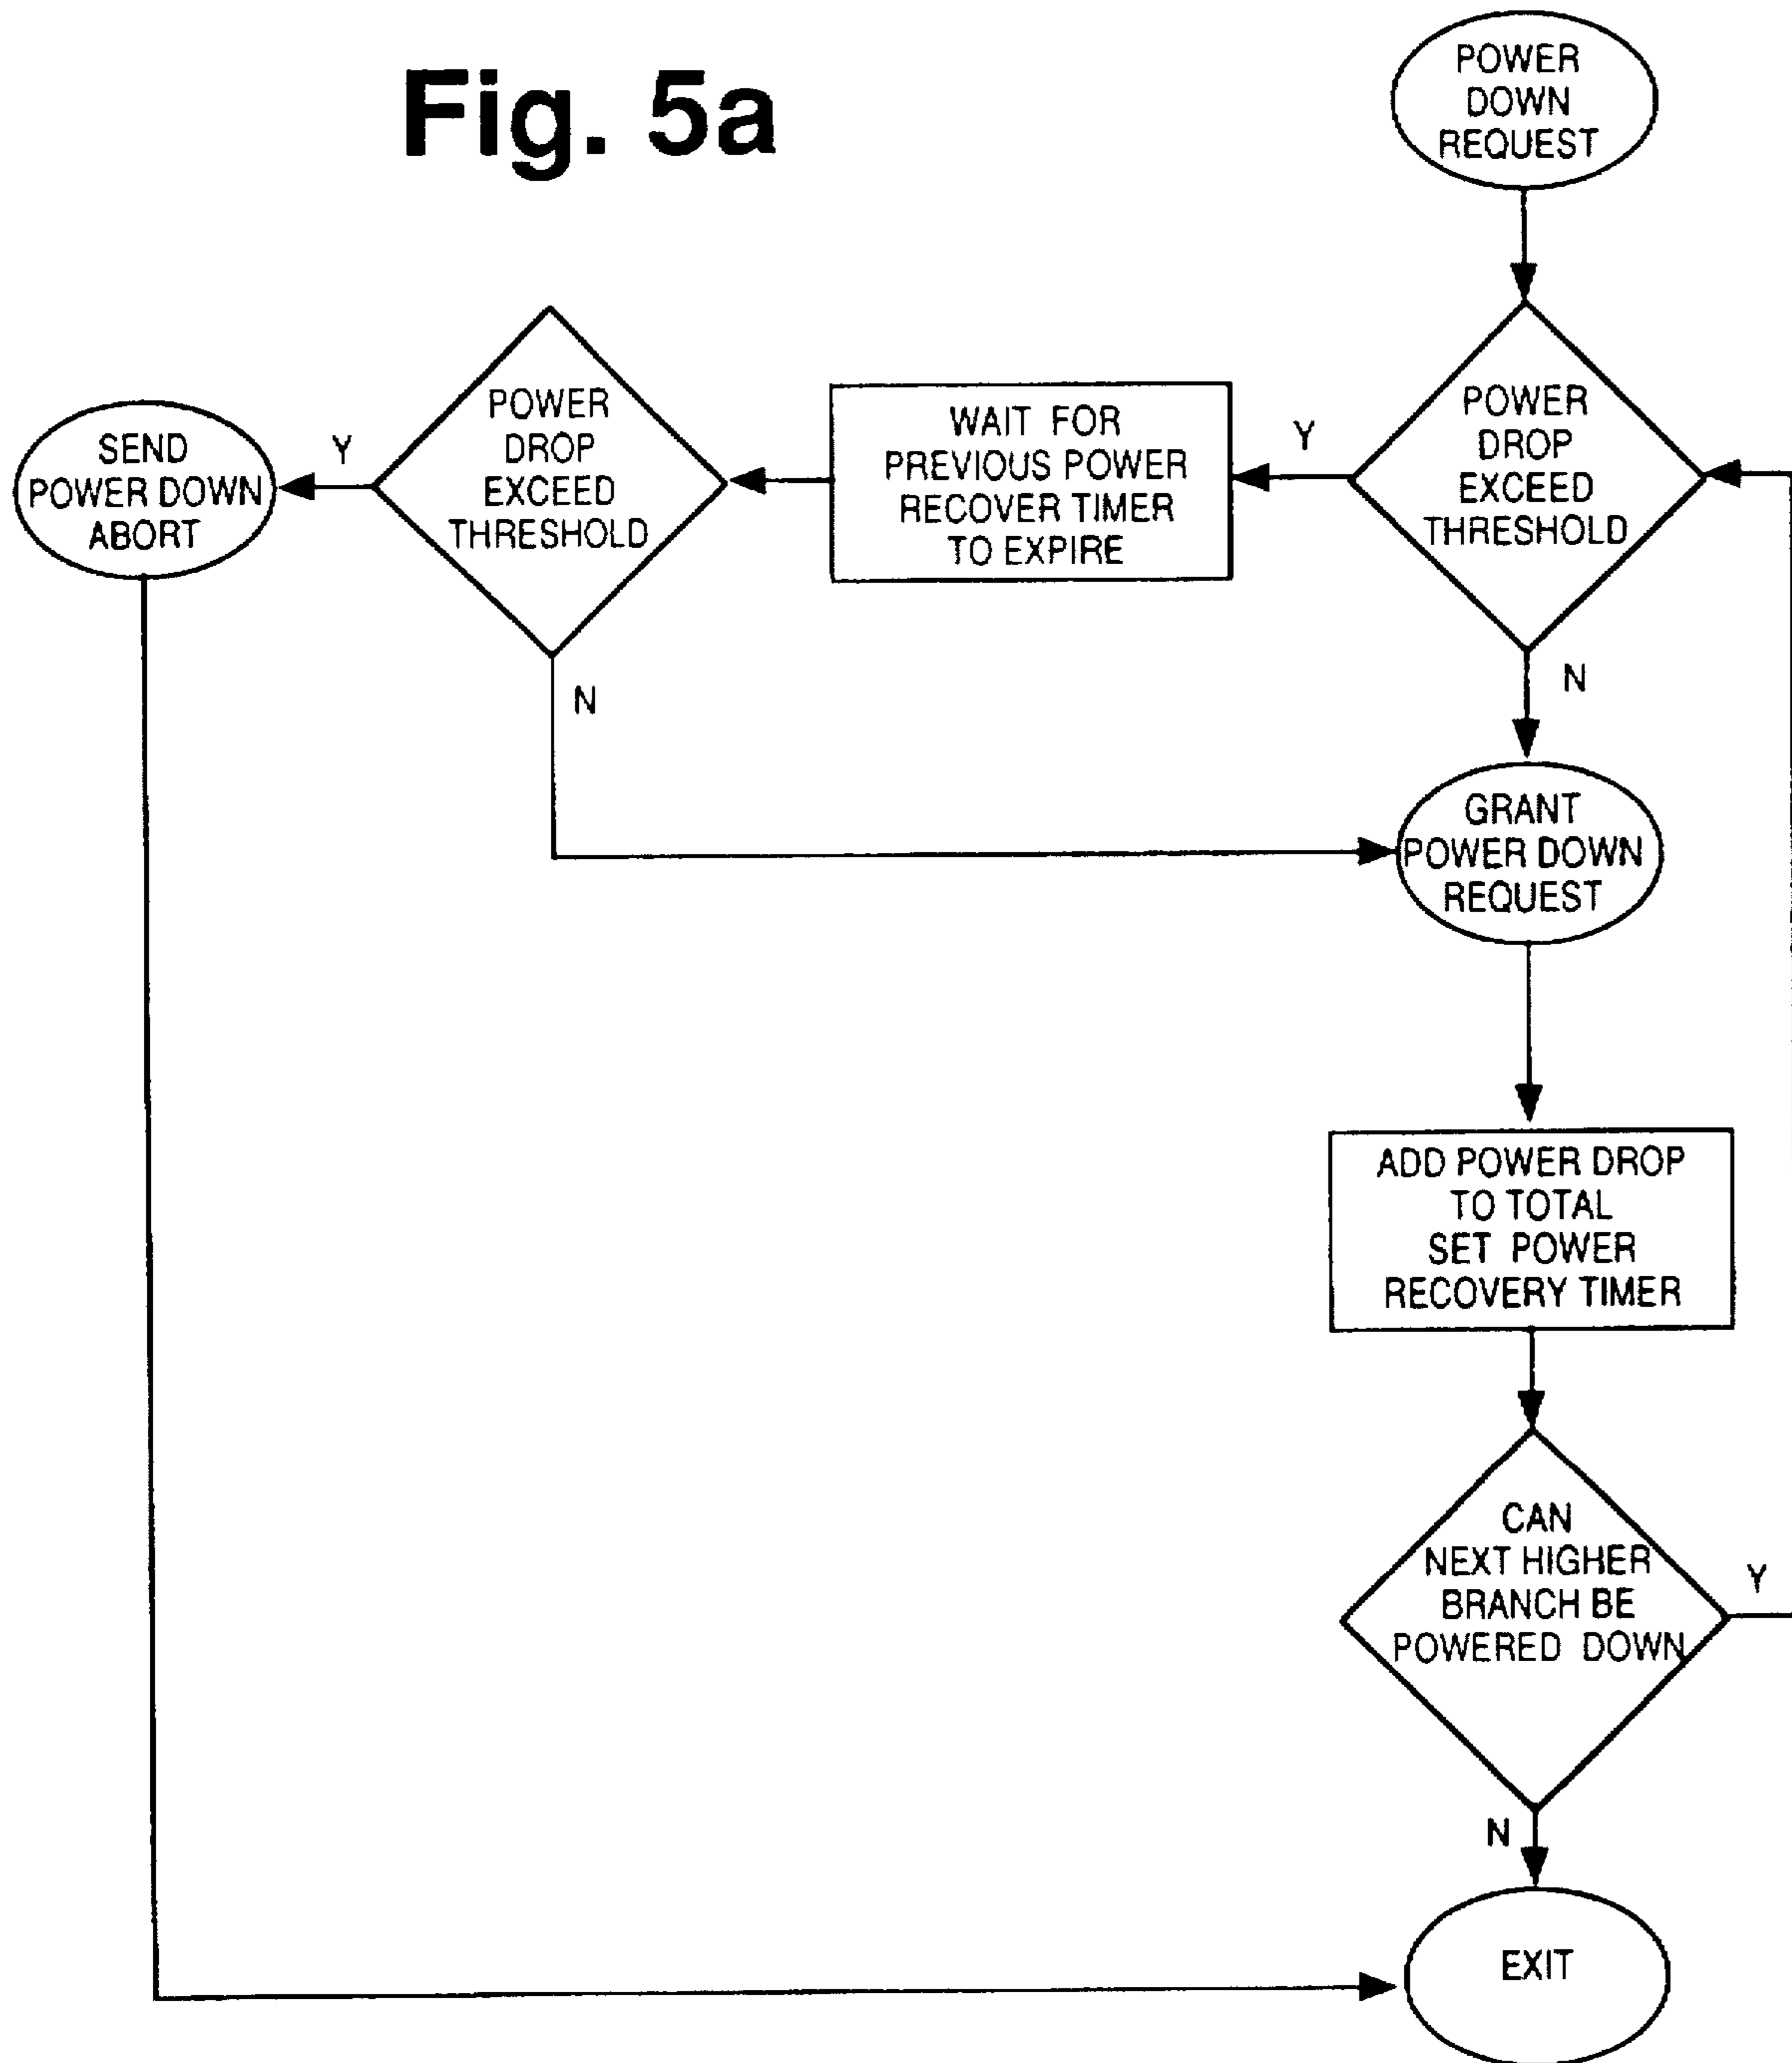 Fig. 5a
POWER
DOWN
REQUEST
POWER
DROP
EXCEED
THRESHOLD
Y
N
WAIT FOR
PREVIOUS POWER
RECOVER TIMER
TO EXPIRE
POWER
DROP
EXCEED
THRESHOLD
Y
N
SEND
POWER DOWN
ABORT
GRANT
POWER DOWN
REQUEST
ADD POWER DROP
TO TOTAL
SET POWER
RECOVERY TIMER
CAN
NEXT HIGHER
BRANCH BE
POWERED DOWN
Y
N
EXIT